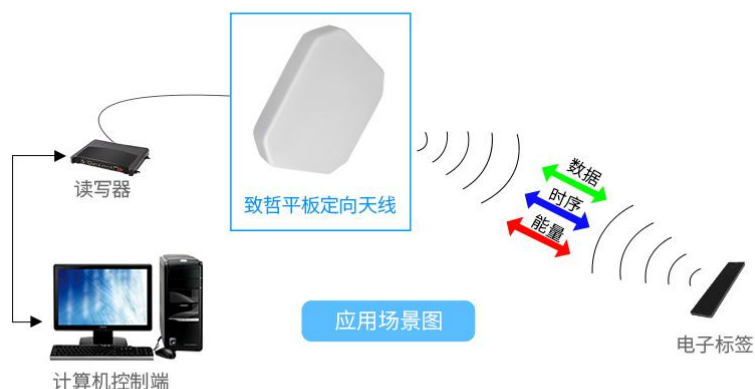 读写器
致哲平板定向天线
数据
时序
能量
应用场景图
电子标签
计算机控制端